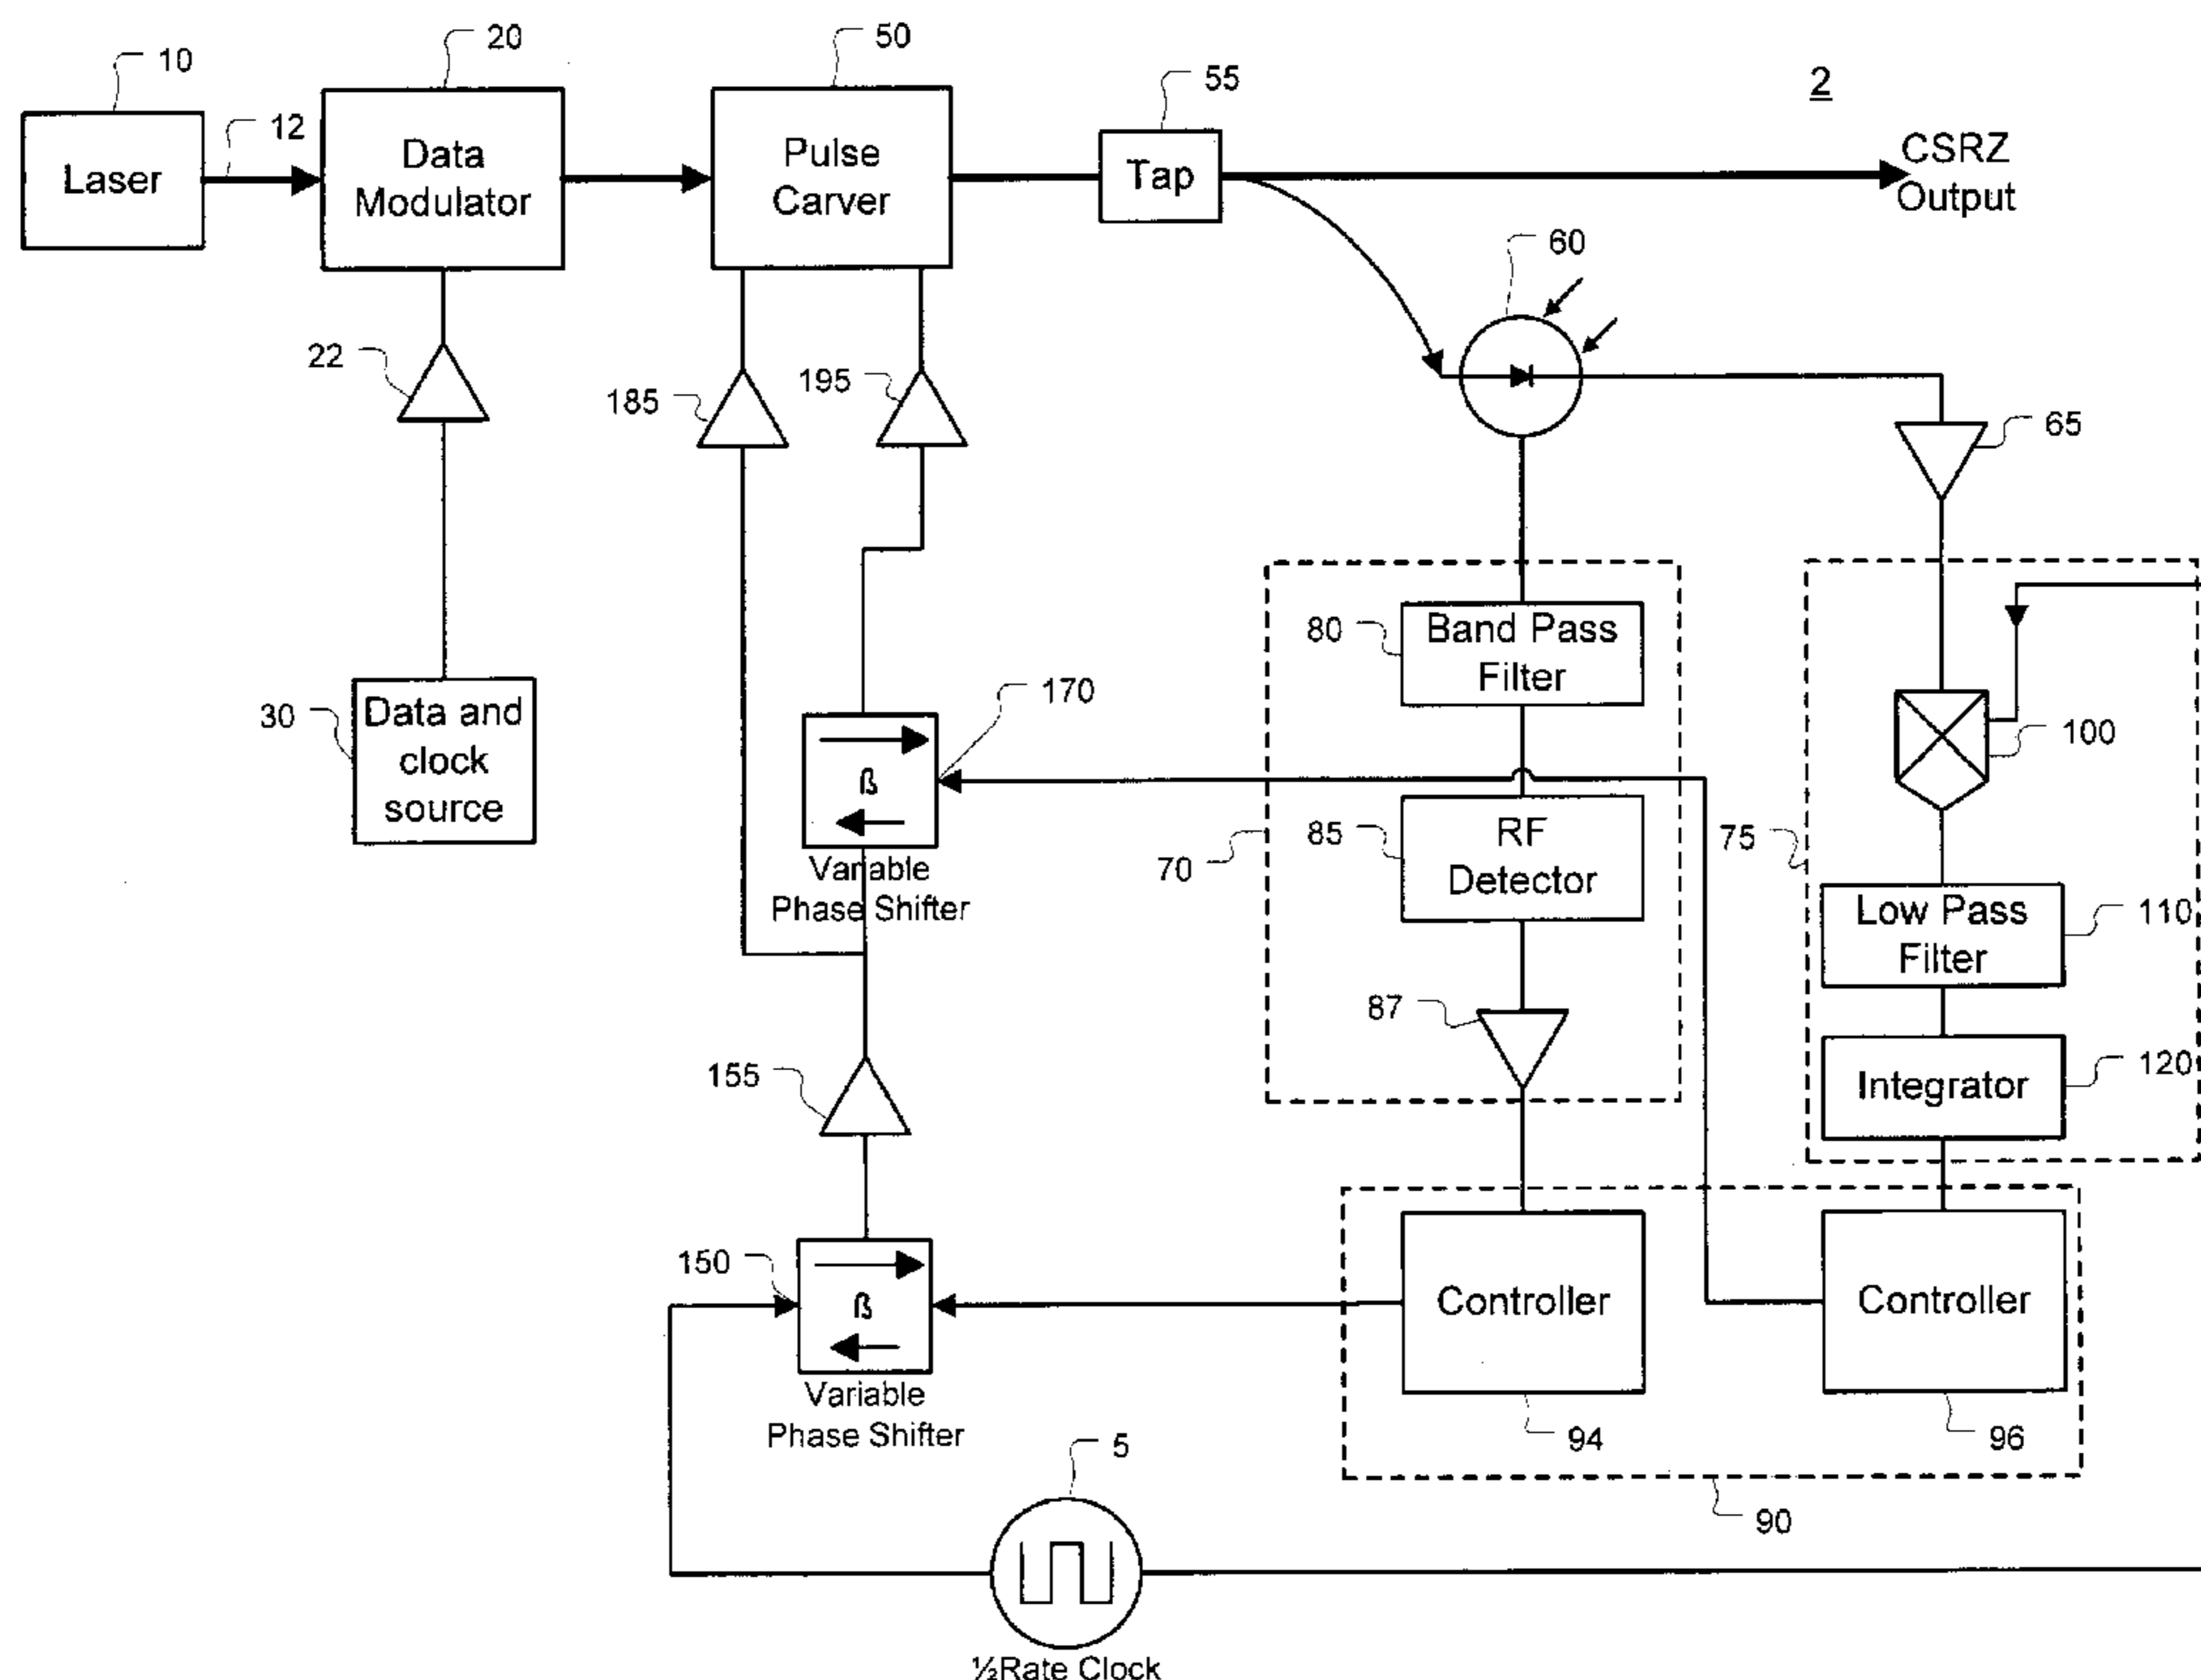 10
20
50
55
2
12
Laser
Data
Modulator
Pulse
Carver
Tap
CSRZ
Output
60
22
185
195
65
30
Data and
clock
source
170
ß
Variable
Phase Shifter
80
Band Pass
Filter
100
70
85
RF
Detector
75
Low Pass
Filter
110
87
155
Integrator
120
150
ß
Variable
Phase Shifter
Controller
Controller
94
96
5
90
½Rate Clock